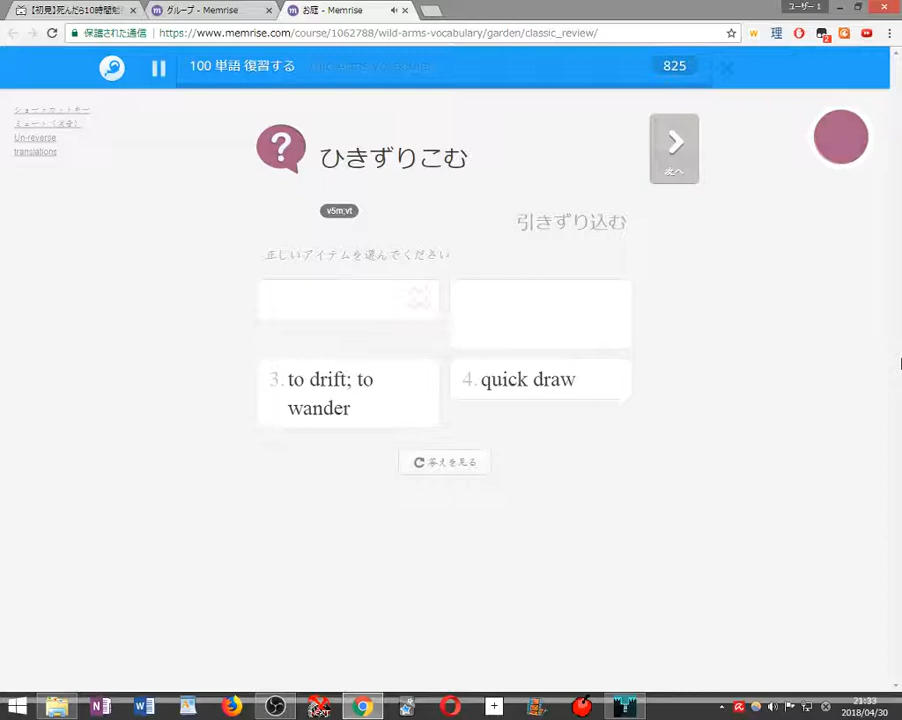 【初見】死んだら10時間勉
グループ - Memrise
お庭 - Memrise
ユーザー 1
保護された通信
https://www.memrise.com/course/1062788/wild-arms-vocabulary/garden/classic_review/
100 単語 復習する
825
ショートカットキー
Un-reverse
translations
ひきずりこむ
次へ
v5m;vt
引きずり込む
正しいアイテムを選んでください
3. to drift; to
wander
4. quick draw
答えを見る
21:33
2018/04/30